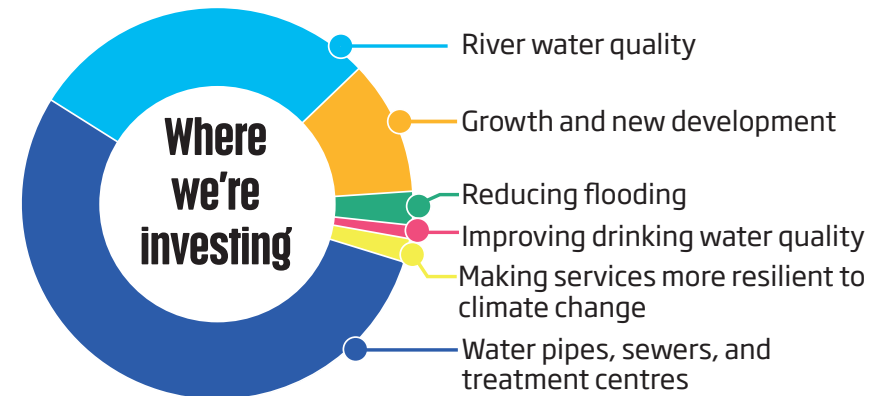 Where
we're
investing
River water quality
Growth and new development
Reducing flooding
Improving drinking water quality
Making services more resilient to
climate change
Water pipes, sewers, and
treatment centres